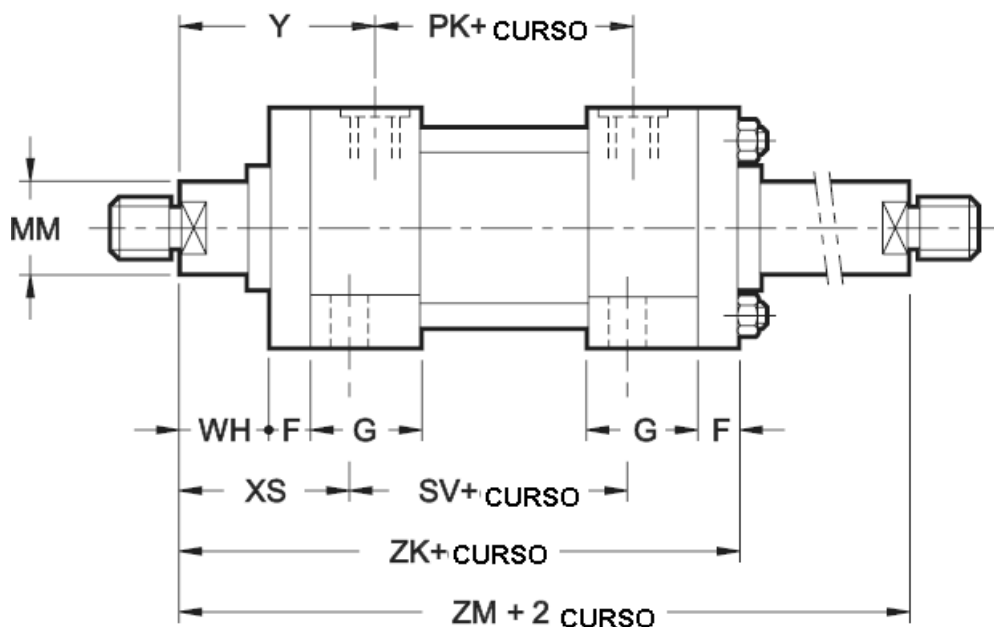 Y PK+ CURSO
MM
WH F G G F
XS SV+ CURSO
ZK+ CURSO
ZM + 2 CURSO